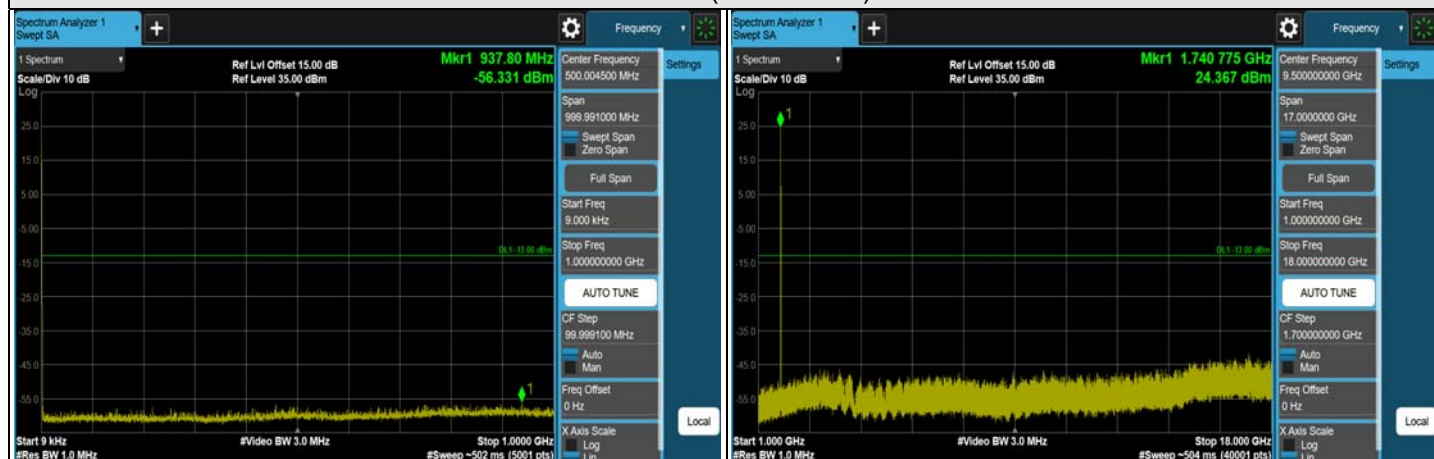 Spectrum Analyzer 1
Swept SA
+
Frequency
1 Spectrum
Scale/Div 10 dB
Log
Ref Lvl Offset 15.00 dB
Ref Level 35.00 dBm
Mkr1 937.80 MHz
-56.331 dBm
25.0
15.0
5.00
-5.00
-15.0
-25.0
-35.0
-45.0
-55.0
DL1 -13.00 dBm
1
Start 9 kHz
#Res BW 1.0 MHz
#Video BW 3.0 MHz
Stop 1.0000 GHz
#Sweep ~502 ms (5001 pts)
Center Frequency
500.004500 MHz
Span
999.991000 MHz
Swept Span
Zero Span
Full Span
Start Freq
9.000 kHz
Stop Freq
1.000000000 GHz
AUTO TUNE
CF Step
99.999100 MHz
Auto
Man
Freq Offset
0 Hz
X Axis Scale
Log
Lin
Settings
Local
Spectrum Analyzer 1
Swept SA
+
Frequency
1 Spectrum
Scale/Div 10 dB
Log
Ref Lvl Offset 15.00 dB
Ref Level 35.00 dBm
Mkr1 1.740 775 GHz
24.367 dBm
25.0
15.0
5.00
-5.00
-15.0
-25.0
-35.0
-45.0
-55.0
DL1 -13.00 dBm
1
Start 1.000 GHz
#Res BW 1.0 MHz
#Video BW 3.0 MHz
Stop 18.000 GHz
#Sweep ~504 ms (40001 pts)
Center Frequency
9.500000000 GHz
Span
17.0000000 GHz
Swept Span
Zero Span
Full Span
Start Freq
1.000000000 GHz
Stop Freq
18.000000000 GHz
AUTO TUNE
CF Step
1.700000000 GHz
Auto
Man
Freq Offset
0 Hz
X Axis Scale
Log
Lin
Settings
Local